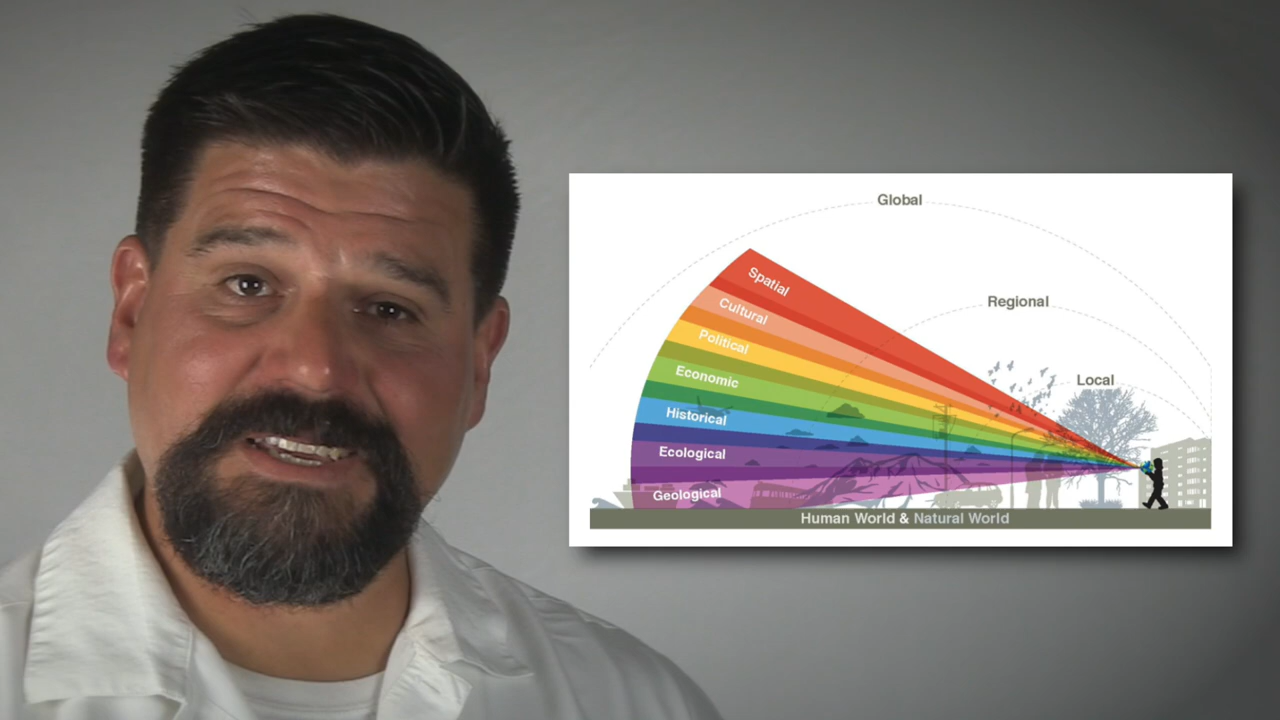 Global
Regional
Local
Spatial
Cultural
Political
Economic
Historical
Ecological
Geological
Human World & Natural World